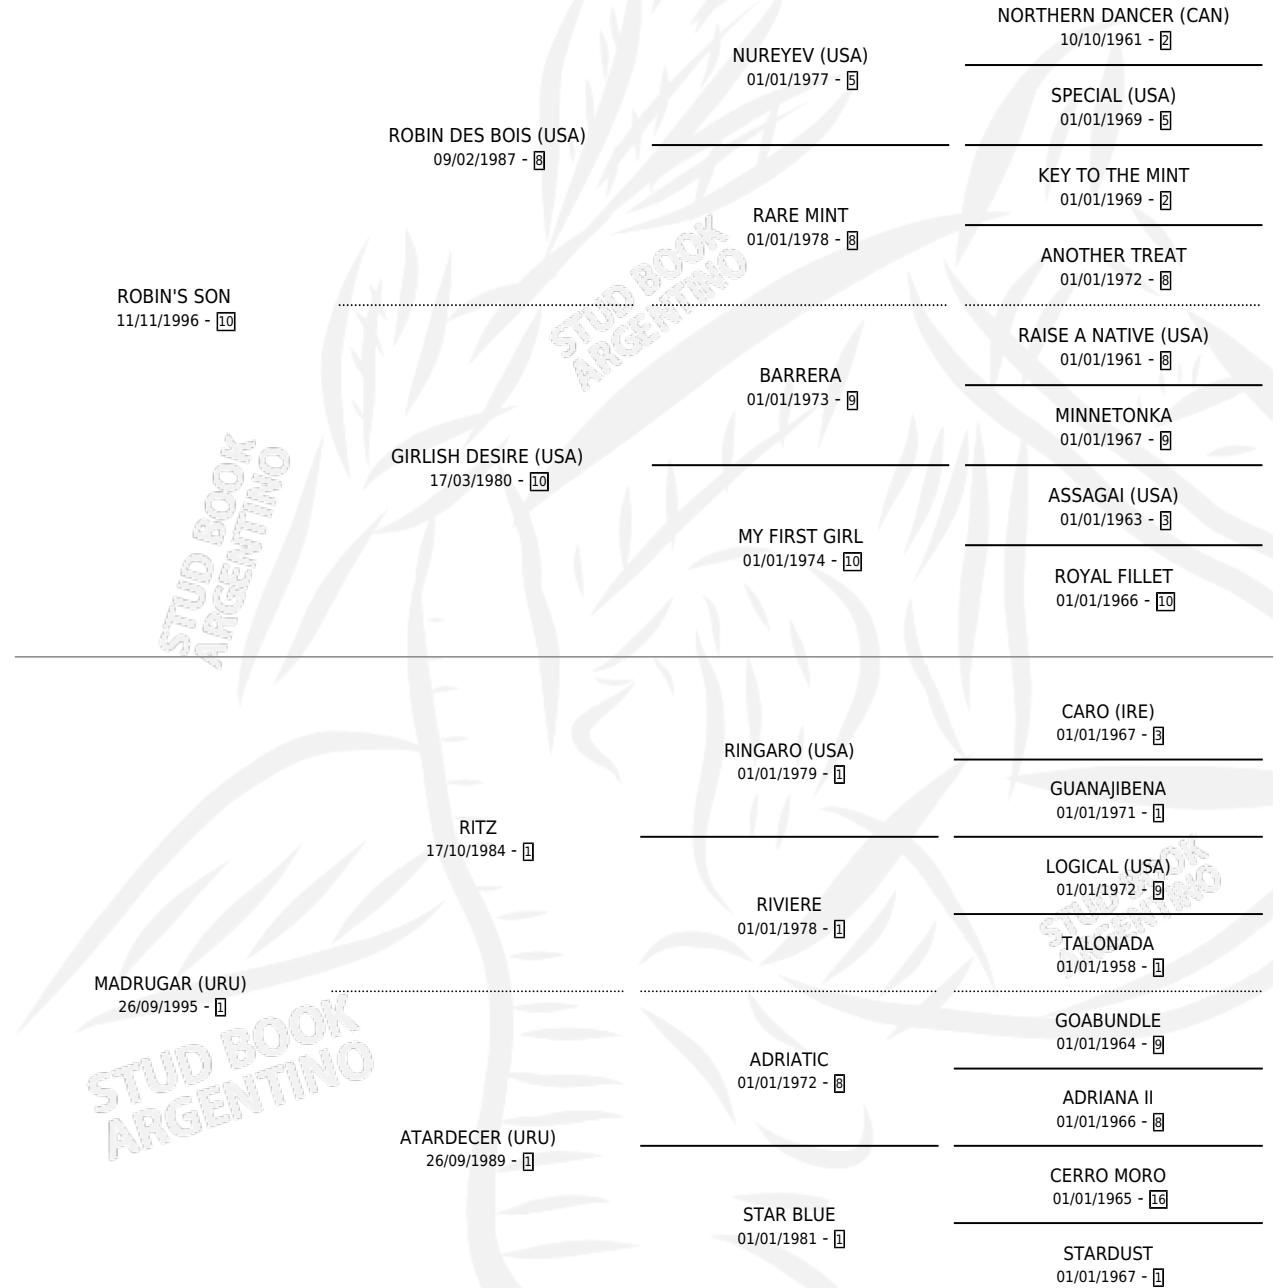 NORTHERN DANCER (CAN)
10/10/1961 - 2
NUREYEV (USA)
01/01/1977 - 5
SPECIAL (USA)
01/01/1969 - 5
ROBIN DES BOIS (USA)
09/02/1987 - 8
KEY TO THE MINT
01/01/1969 - 2
RARE MINT
01/01/1978 - 8
ANOTHER TREAT
01/01/1972 - 8
ROBIN'S SON
11/11/1996 - 10
RAISE A NATIVE (USA)
01/01/1961 - 8
BARRERA
01/01/1973 - 9
MINNETONKA
01/01/1967 - 9
GIRLISH DESIRE (USA)
17/03/1980 - 10
ASSAGAI (USA)
01/01/1963 - 3
MY FIRST GIRL
01/01/1974 - 10
ROYAL FILLET
01/01/1966 - 10
CARO (IRE)
01/01/1967 - 3
RINGARO (USA)
01/01/1979 - 1
GUANAJIBENA
01/01/1971 - 1
RITZ
17/10/1984 - 1
LOGICAL (USA)
01/01/1972 - 9
RIVIERE
01/01/1978 - 1
TALONADA
01/01/1958 - 1
MADRUGAR (URU)
26/09/1995 - 1
GOABUNDLE
01/01/1964 - 9
ADRIATIC
01/01/1972 - 8
ADRIANA II
01/01/1966 - 8
ATARDECER (URU)
26/09/1989 - 1
CERRO MORO
01/01/1965 - 16
STAR BLUE
01/01/1981 - 1
STARDUST
01/01/1967 - 1
STUD BOOK
ARGENTINO
STUD BOOK
ARGENTINO
STUD BOOK
ARGENTINO
STUD BOOK
ARGENTINO